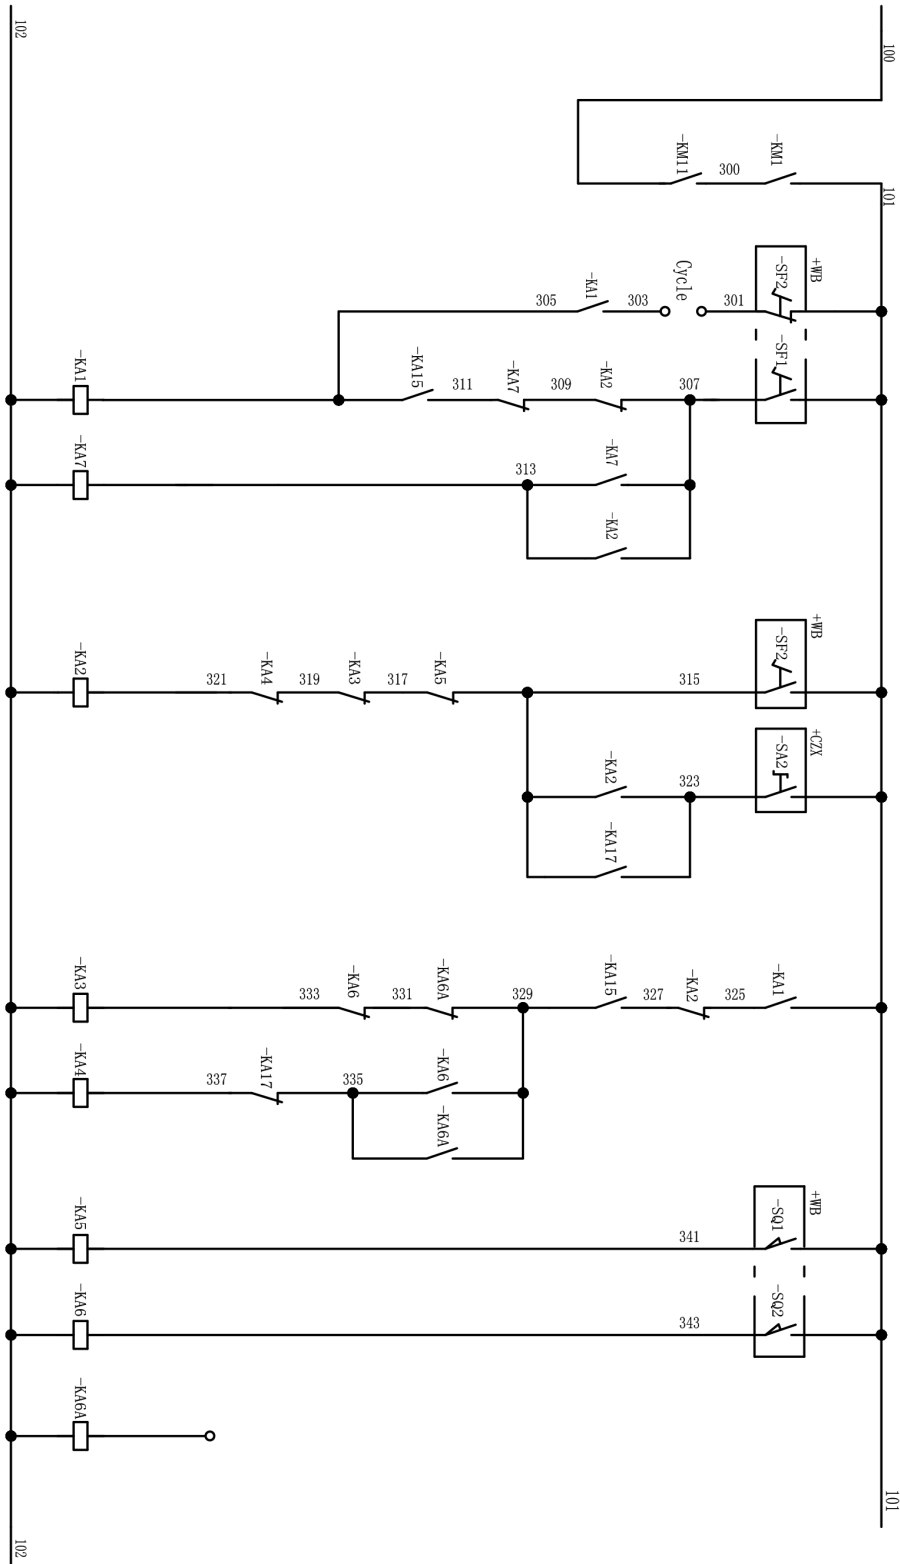 102
100
-KM11
300
-KM1
101
+WB
-SF2
Cycle
301
303
-KA1
305
-SF1
-KA1
-KA15
311
-KA7
309
-KA2
307
-KA7
313
-KA7
-KA2
+WB
-SF2
-KA2
321
-KA4
319
-KA3
317
-KA5
315
+CZX
-SA2
-KA2
323
-KA17
-KA3
333
-KA6
331
-KA6A
329
-KA15
327
-KA2
325
-KA1
-KA4
337
-KA17
335
-KA6
-KA6A
+WB
-SQ1
-KA5
341
-SQ2
-KA6
343
-KA6A
101
102